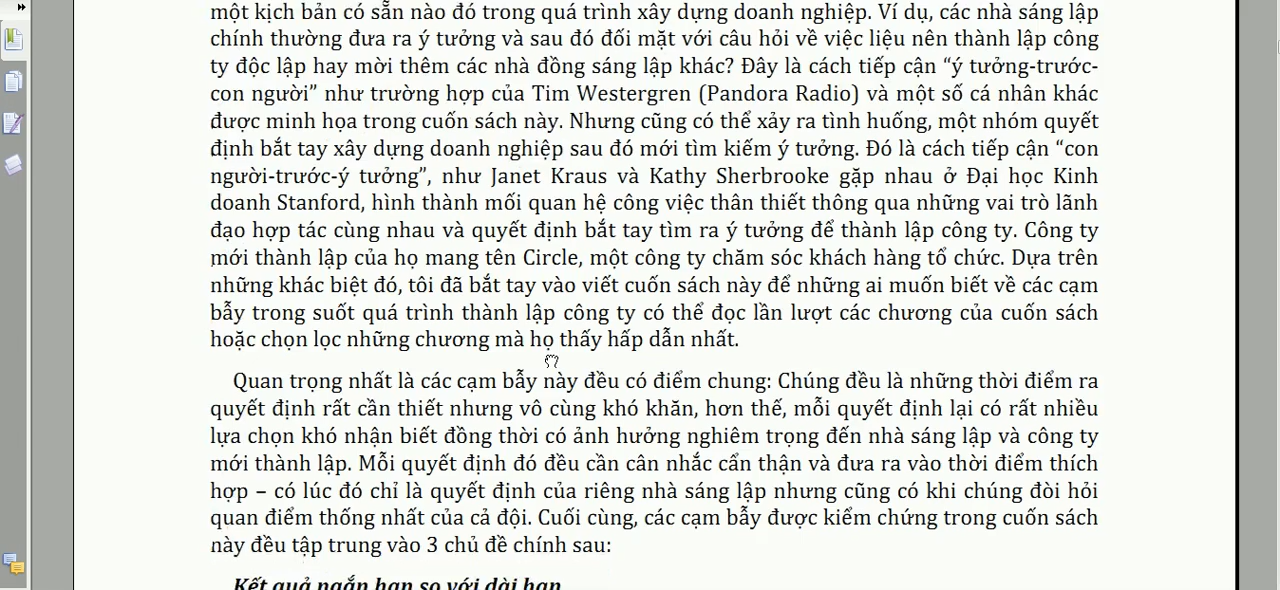 một kịch bản có sẵn nào đó trong quá trình xây dựng doanh nghiệp. Ví dụ, các nhà sáng lập
chính thường đưa ra ý tưởng và sau đó đối mặt với câu hỏi về việc liệu nên thành lập công
ty độc lập hay mời thêm các nhà đồng sáng lập khác? Đây là cách tiếp cận “ý tưởng-trước-
con người” như trường hợp của Tim Westergren (Pandora Radio) và một số cá nhân khác
được minh họa trong cuốn sách này. Nhưng cũng có thể xảy ra tình huống, một nhóm quyết
định bắt tay xây dựng doanh nghiệp sau đó mới tìm kiếm ý tưởng. Đó là cách tiếp cận “con
người-trước-ý tưởng”, như Janet Kraus và Kathy Sherbrooke gặp nhau ở Đại học Kinh
doanh Stanford, hình thành mối quan hệ công việc thân thiết thông qua những vai trò lãnh
đạo hợp tác cùng nhau và quyết định bắt tay tìm ra ý tưởng để thành lập công ty. Công ty
mới thành lập của họ mang tên Circle, một công ty chăm sóc khách hàng tổ chức. Dựa trên
những khác biệt đó, tôi đã bắt tay vào viết cuốn sách này để những ai muốn biết về các cạm
bẫy trong suốt quá trình thành lập công ty có thể đọc lần lượt các chương của cuốn sách
hoặc chọn lọc những chương mà họ thấy hấp dẫn nhất.
Quan trọng nhất là các cạm bẫy này đều có điểm chung: Chúng đều là những thời điểm ra
quyết định rất cần thiết nhưng vô cùng khó khăn, hơn thế, mỗi quyết định lại có rất nhiều
lựa chọn khó nhận biết đồng thời có ảnh hưởng nghiêm trọng đến nhà sáng lập và công ty
mới thành lập. Mỗi quyết định đó đều cần cân nhắc cẩn thận và đưa ra vào thời điểm thích
hợp – có lúc đó chỉ là quyết định của riêng nhà sáng lập nhưng cũng có khi chúng đòi hỏi
quan điểm thống nhất của cả đội. Cuối cùng, các cạm bẫy được kiểm chứng trong cuốn sách
này đều tập trung vào 3 chủ đề chính sau:
Kết quả ngắn hạn so với dài hạn